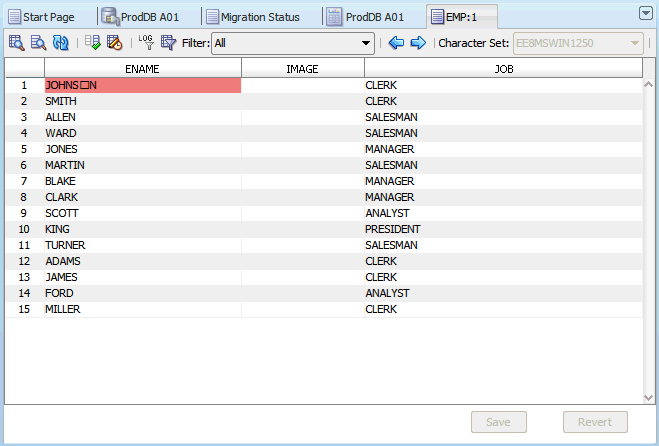 Start Page ProdDB A01 Migration Status ProdDB A01 EMP:1
LOG Filter: All Character Set: EE8MSWIN1250
ENAME IMAGE JOB
1 JOHNS□N CLERK
2 SMITH CLERK
3 ALLEN SALESMAN
4 WARD SALESMAN
5 JONES MANAGER
6 MARTIN SALESMAN
7 BLAKE MANAGER
8 CLARK MANAGER
9 SCOTT ANALYST
10 KING PRESIDENT
11 TURNER SALESMAN
12 ADAMS CLERK
13 JAMES CLERK
14 FORD ANALYST
15 MILLER CLERK
Save Revert